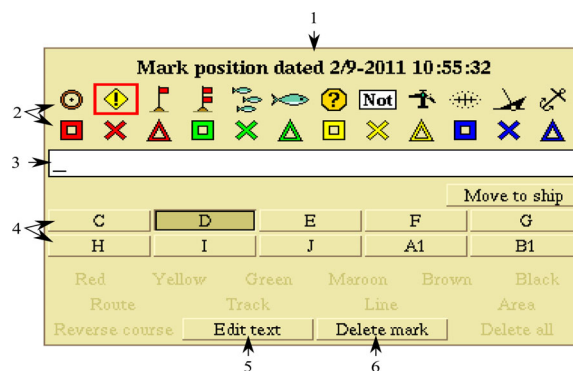 1
Mark position dated 2/9-2011 10:55:32
2
Not
3
_
Move to ship
4
C D E F G
H I J A1 B1
Red Yellow Green Maroon Brown Black
Route Track Line Area
Reverse course Edit text Delete mark Delete all
5 6